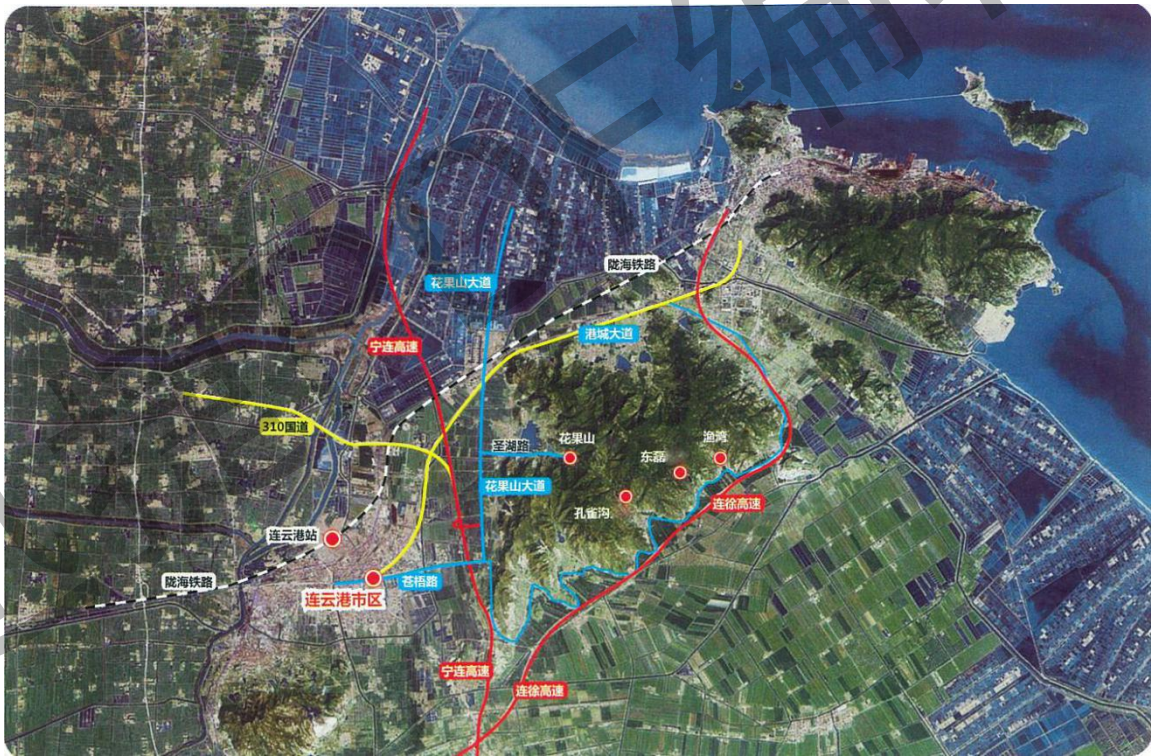 编
陇海铁路
花果山大道
港城大道
宁连高速
310国道
圣湖路
花果山
东磊
渔湾
花果山大道
孔雀沟
连徐高速
连云港站
陇海铁路
苍梧路
连云港市区
宁连高速
连徐高速